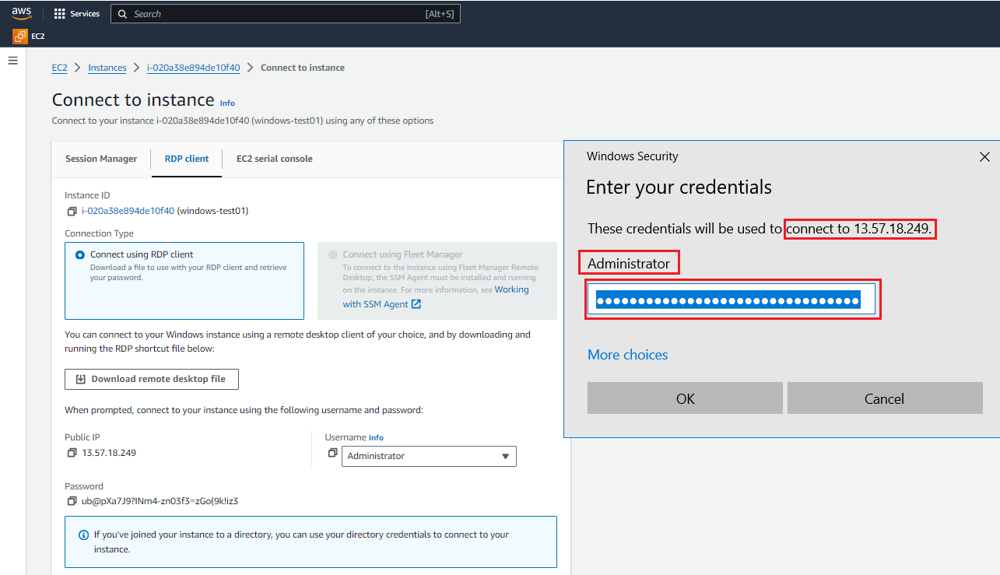 aws
Services
Search
[Alt+S]
EC2
EC2 > Instances > i-020a38e894de10f40 > Connect to instance
Connect to instance Info
Connect to your instance i-020a38e894de10f40 (windows-test01) using any of these options
Session Manager
RDP client
EC2 serial console
Instance ID
i-020a38e894de10f40 (windows-test01)
Connection Type
Connect using RDP client
Download a file to use with your RDP client and retrieve
your password.
Connect using Fleet Manager
To connect to the instance using Fleet Manager Remote
Desktop, the SSM Agent must be installed and running
on the instance. For more information, see Working
with SSM Agent
You can connect to your Windows instance using a remote desktop client of your choice, and by downloading and
running the RDP shortcut file below:
Download remote desktop file
When prompted, connect to your instance using the following username and password:
Public IP
13.57.18.249
Username Info
Administrator
Password
ub@pXa7J9?INm4-zn03f3=zGo(9k!iz3
If you've joined your instance to a directory, you can use your directory credentials to connect to your
instance.
Windows Security
Enter your credentials
These credentials will be used to connect to 13.57.18.249.
Administrator
●●●●●●●●●●●●●●●●●●●●●●●●●●●●●●●●
More choices
OK
Cancel